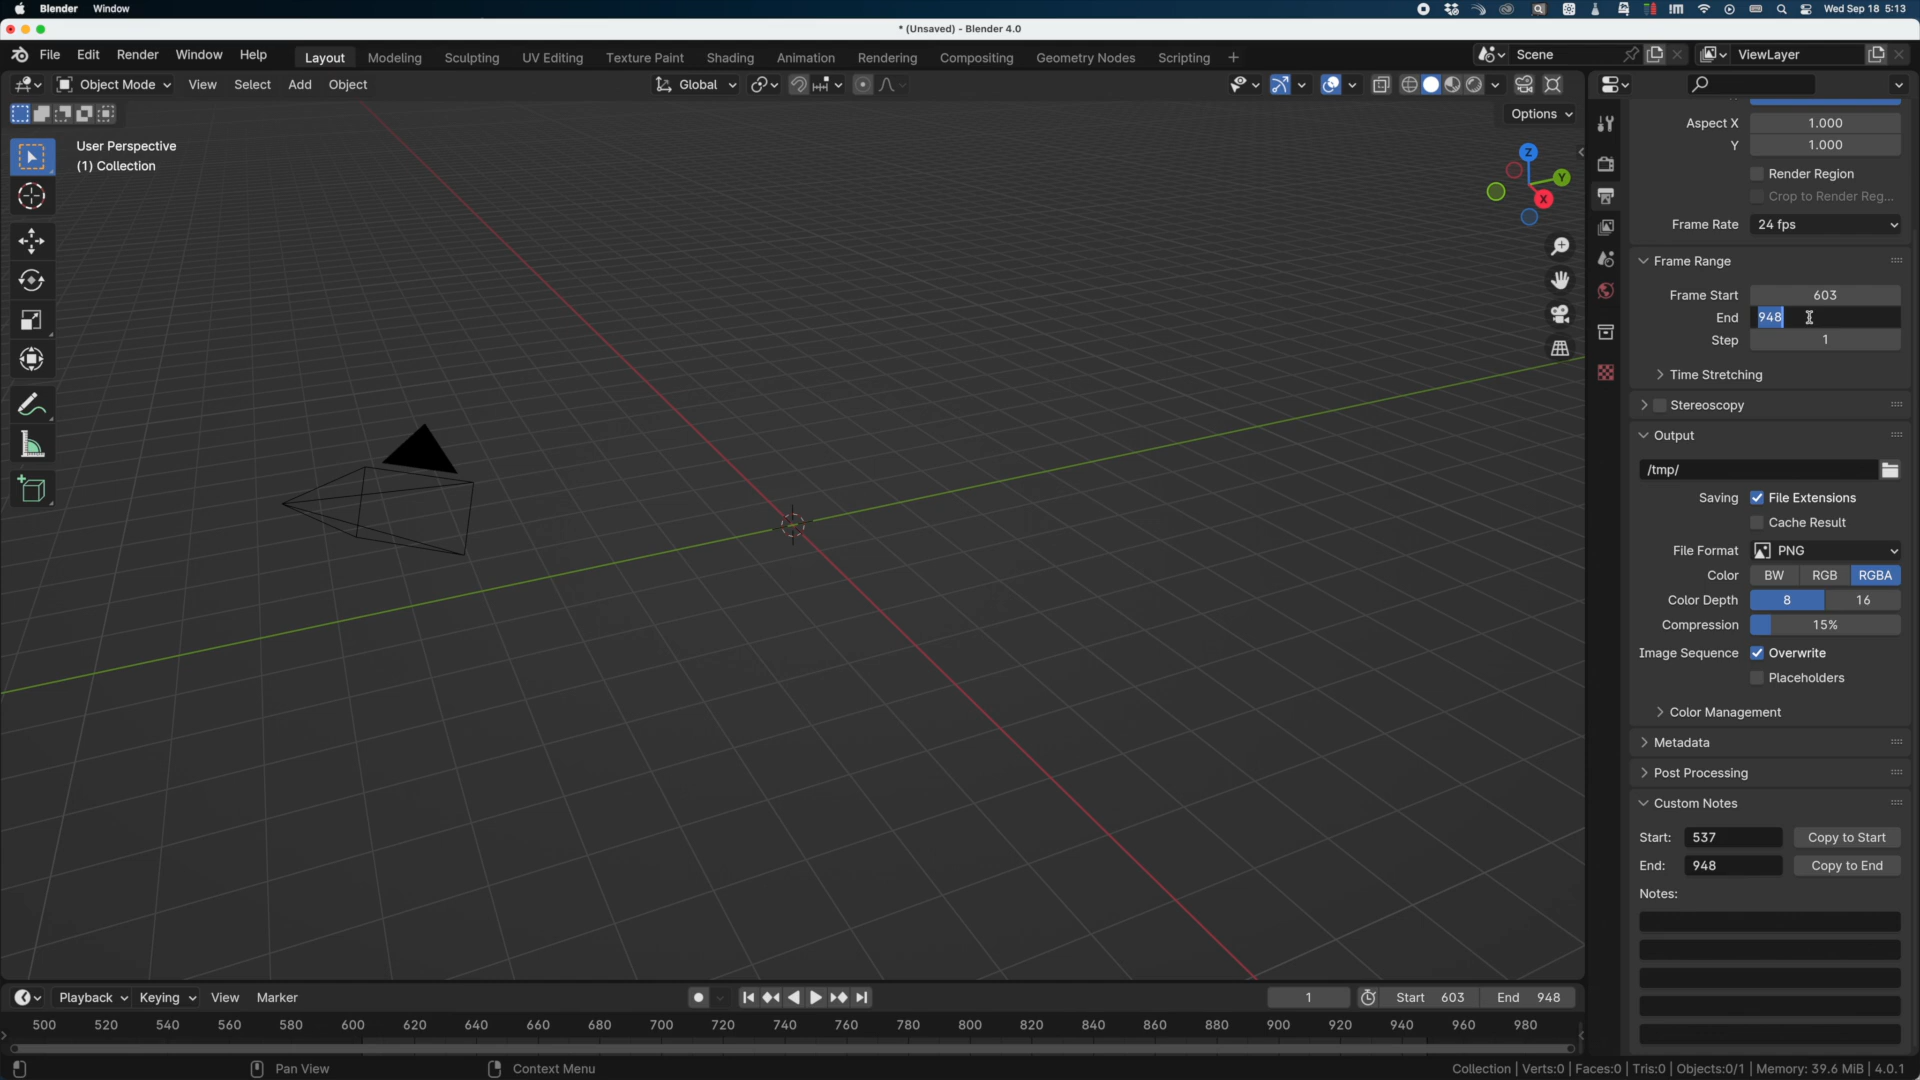 Blender Window Wed Sep 18 5:13
* (Unsaved) - Blender 4.0
File Edit Render Window Help Layout Modeling Sculpting UV Editing Texture Paint Shading Animation Rendering Compositing Geometry Nodes Scripting + Scene ViewLayer
Object Mode View Select Add Object Global
Options
User Perspective
(1) Collection
Z
Y
X
Aspect X 1.000
Y 1.000
Render Region
Crop to Render Reg...
Frame Rate 24 fps
Frame Range
Frame Start 603
End 948
Step 1
Time Stretching
Stereoscopy
Output
/tmp/
Saving File Extensions
Cache Result
File Format PNG
Color BW RGB RGBA
Color Depth 8 16
Compression 15%
Image Sequence Overwrite
Placeholders
Color Management
Metadata
Post Processing
Custom Notes
Start: 537 Copy to Start
End: 948 Copy to End
Notes:
Playback Keying View Marker 1 Start 603 End 948
500 520 540 560 580 600 620 640 660 680 700 720 740 760 780 800 820 840 860 880 900 920 940 960 980
Pan View Context Menu Collection | Verts:0 | Faces:0 | Tris:0 | Objects:0/1 | Memory: 39.6 MiB | 4.0.1